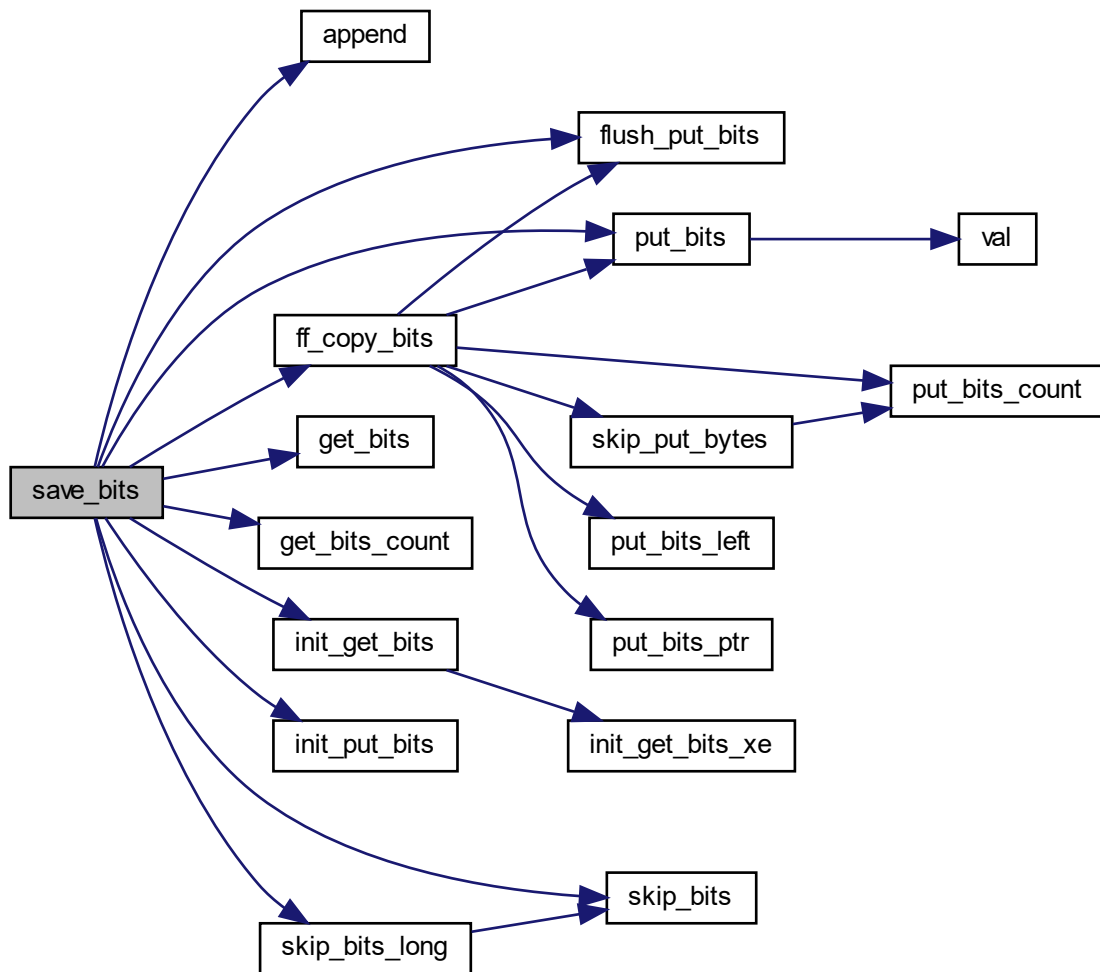 append
flush_put_bits
put_bits
val
ff_copy_bits
put_bits_count
get_bits
skip_put_bytes
save_bits
get_bits_count
put_bits_left
init_get_bits
put_bits_ptr
init_put_bits
init_get_bits_xe
skip_bits
skip_bits_long